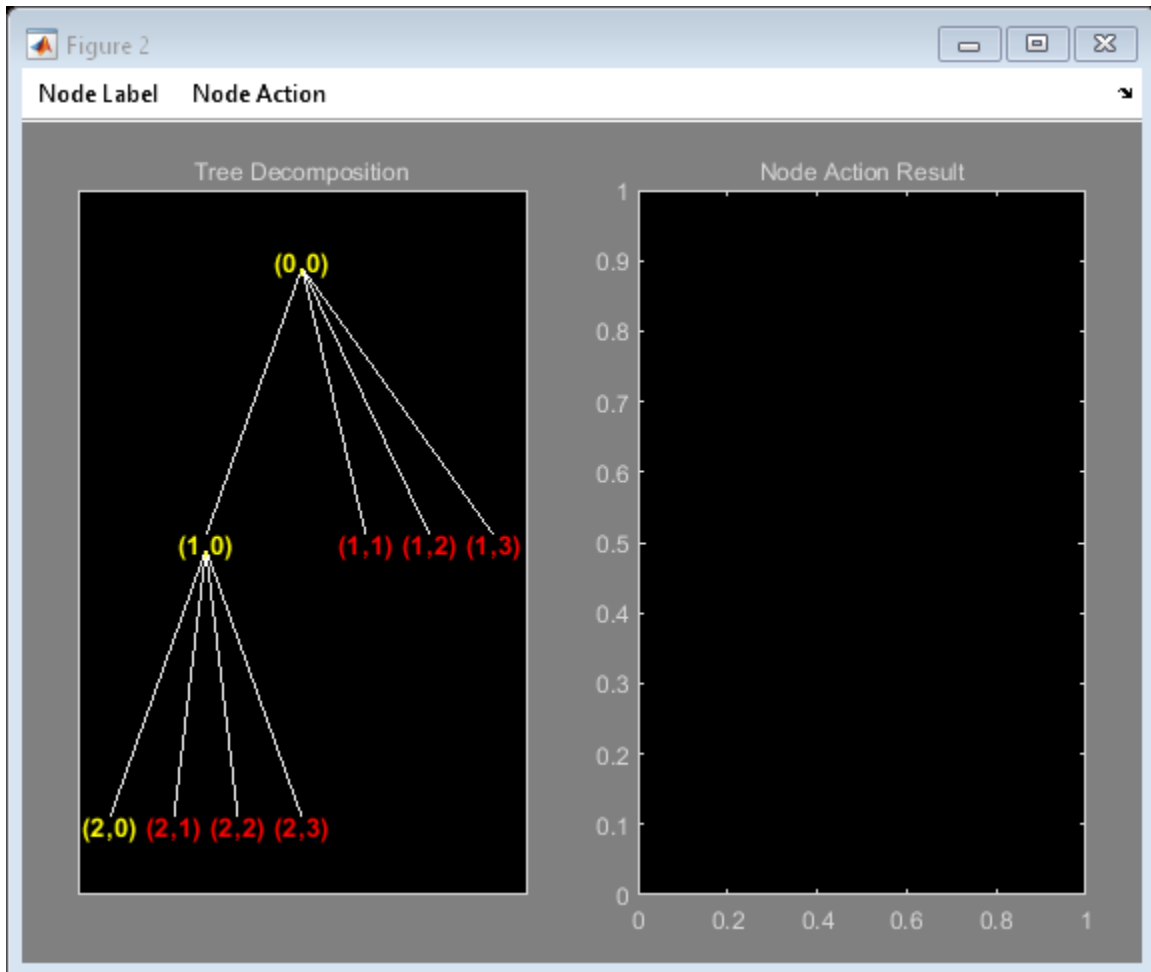 Figure 2
Node Label Node Action
Tree Decomposition
(0,0)
(1,0) (1,1) (1,2) (1,3)
(2,0) (2,1) (2,2) (2,3)
Node Action Result
1
0.9
0.8
0.7
0.6
0.5
0.4
0.3
0.2
0.1
0
0 0.2 0.4 0.6 0.8 1